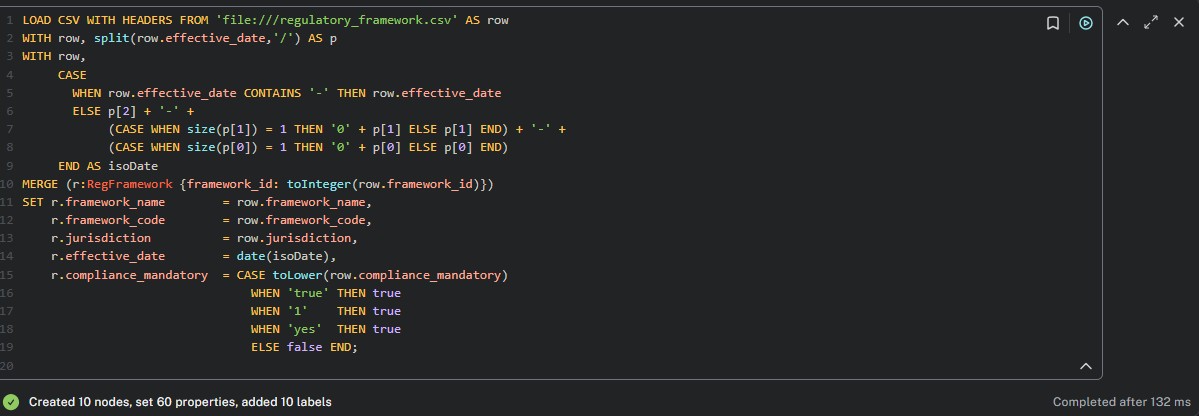 1 LOAD CSV WITH HEADERS FROM 'file:///regulatory_framework.csv' AS row
2 WITH row, split(row.effective_date,'/') AS p
3 WITH row,
4      CASE
5        WHEN row.effective_date CONTAINS '-' THEN row.effective_date
6        ELSE p[2] + '-' +
7             (CASE WHEN size(p[1]) = 1 THEN '0' + p[1] ELSE p[1] END) + '-' +
8             (CASE WHEN size(p[0]) = 1 THEN '0' + p[0] ELSE p[0] END)
9      END AS isoDate
10 MERGE (r:RegFramework {framework_id: toInteger(row.framework_id)})
11 SET r.framework_name        = row.framework_name,
12     r.framework_code        = row.framework_code,
13     r.jurisdiction          = row.jurisdiction,
14     r.effective_date        = date(isoDate),
15     r.compliance_mandatory  = CASE toLower(row.compliance_mandatory)
16                                 WHEN 'true' THEN true
17                                 WHEN '1'    THEN true
18                                 WHEN 'yes'  THEN true
19                                 ELSE false END;
20
Created 10 nodes, set 60 properties, added 10 labels Completed after 132 ms